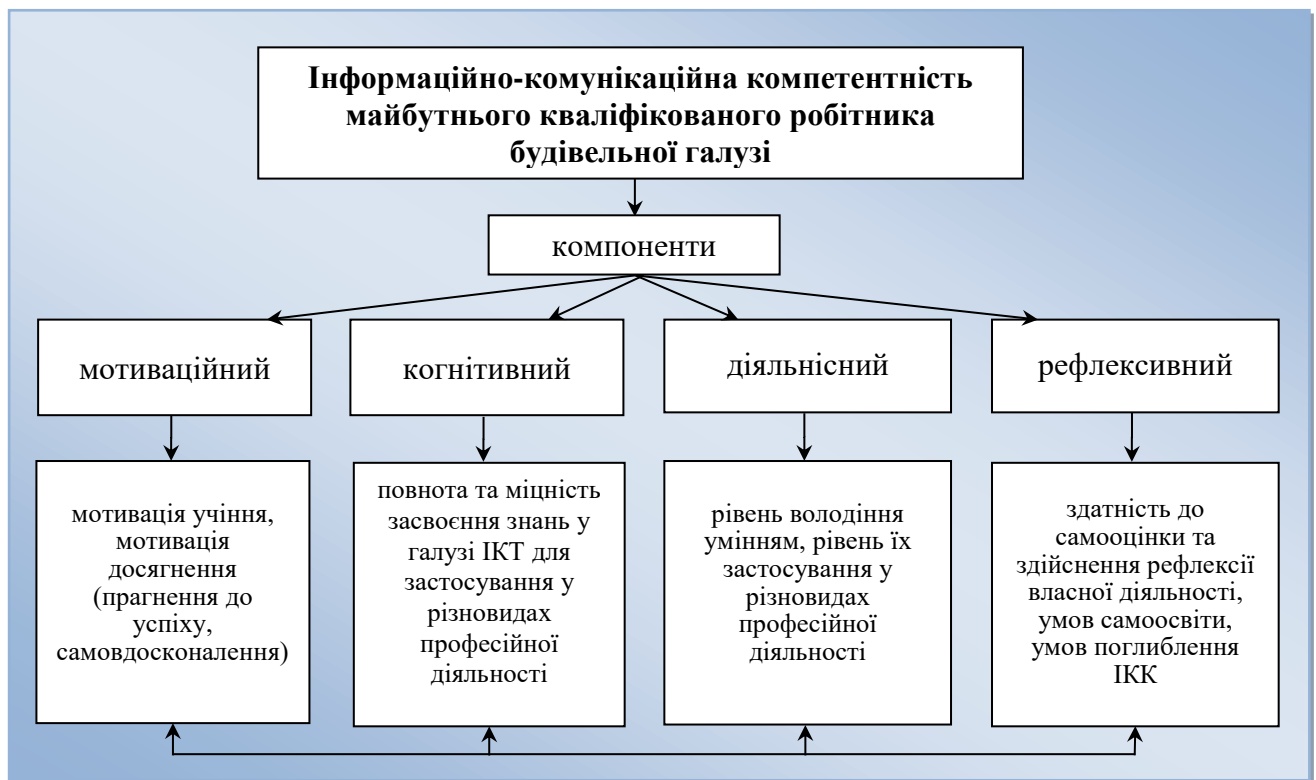 Інформаційно-комунікаційна компетентність
майбутнього кваліфікованого робітника
будівельної галузі
компоненти
мотиваційний
когнітивний
діяльнісний
рефлексивний
мотивація учіння,
мотивація
досягнення
(прагнення до
успіху,
самовдосконалення)
повнота та міцність
засвоєння знань у
галузі ІКТ для
застосування у
різновидах
професійної
діяльності
рівень володіння
умінням, рівень їх
застосування у
різновидах
професійної
діяльності
здатність до
самооцінки та
здійснення рефлексії
власної діяльності,
умов самоосвіти,
умов поглиблення
ІКК